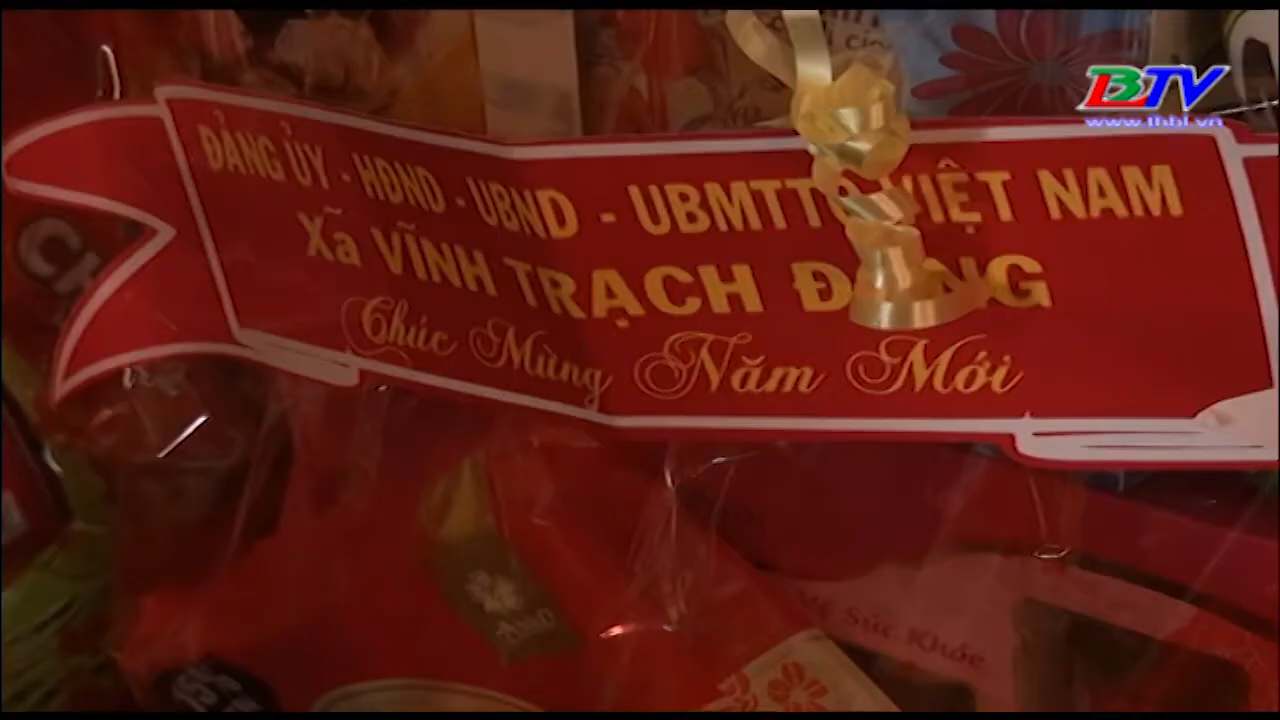 BTV
www.thbl.vn
ĐẢNG ỦY - HĐND - UBND - UBMTTQ VIỆT NAM
Xã VĨNH TRẠCH ĐÔNG
Chúc Mừng Năm Mới
Sức Khỏe